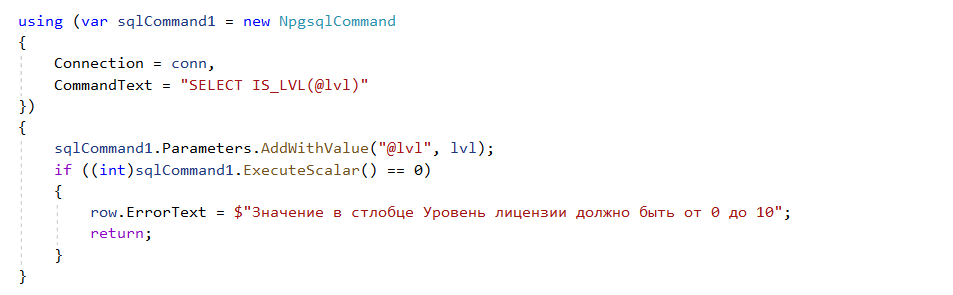 using (var sqlCommand1 = new NpgsqlCommand
{
Connection = conn,
CommandText = "SELECT IS_LVL(@lvl)"
})
{
sqlCommand1.Parameters.AddWithValue("@lvl", lvl);
if ((int)sqlCommand1.ExecuteScalar() == 0)
{
row.ErrorText = $"Значение в стлобце Уровень лицензии должно быть от 0 до 10";
return;
}
}